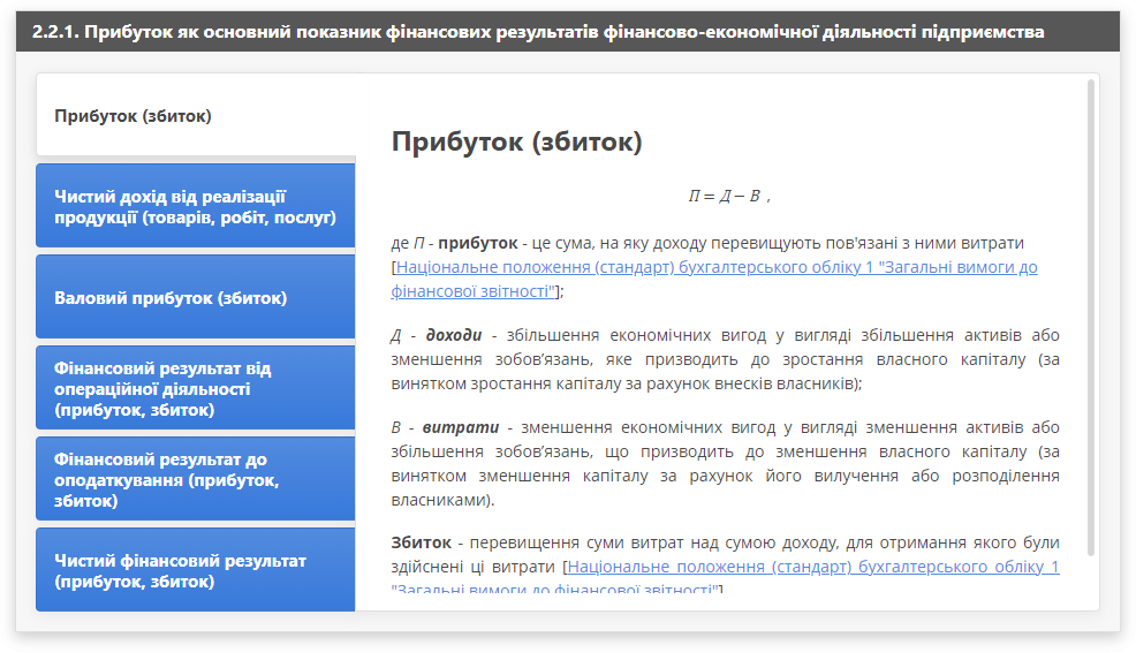 2.2.1. Прибуток як основний показник фінансових результатів фінансово-економічної діяльності підприємства
Прибуток (збиток)
Чистий дохід від реалізації
продукції (товарів, робіт, послуг)
Валовий прибуток (збиток)
Фінансовий результат від
операційної діяльності
(прибуток, збиток)
Фінансовий результат до
оподаткування (прибуток,
збиток)
Чистий фінансовий результат
(прибуток, збиток)
Прибуток (збиток)
П = Д – В ,
де П - прибуток - це сума, на яку доходу перевищують пов'язані з ними витрати
[Національне положення (стандарт) бухгалтерського обліку 1 "Загальні вимоги до
фінансової звітності"];
Д - доходи - збільшення економічних вигод у вигляді збільшення активів або
зменшення зобов’язань, яке призводить до зростання власного капіталу (за
винятком зростання капіталу за рахунок внесків власників);
В - витрати - зменшення економічних вигод у вигляді зменшення активів або
збільшення зобов’язань, що призводить до зменшення власного капіталу (за
винятком зменшення капіталу за рахунок його вилучення або розподілення
власниками).
Збиток - перевищення суми витрат над сумою доходу, для отримання якого були
здійснені ці витрати [Національне положення (стандарт) бухгалтерського обліку 1
"Загальні вимоги до фінансової звітності"]